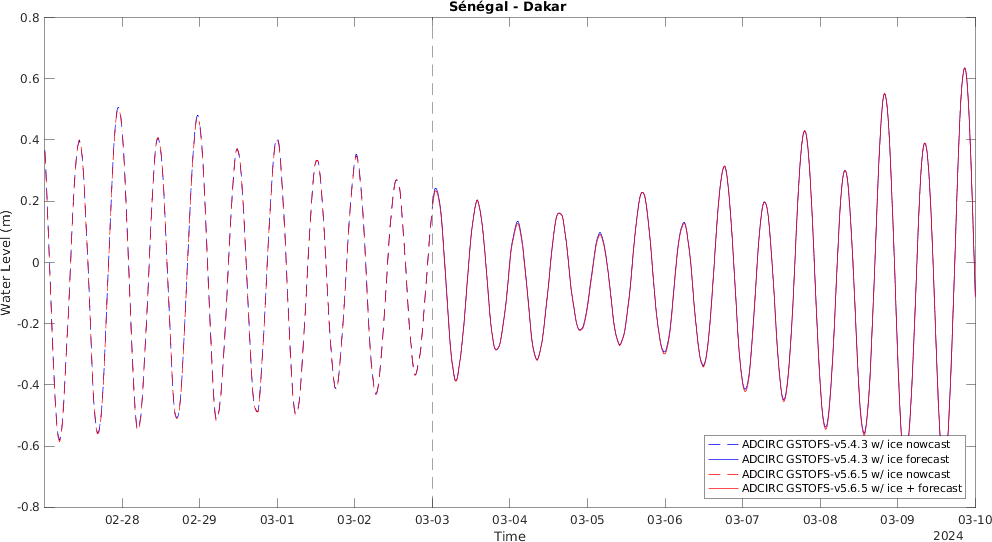 Sénégal - Dakar
0.8
0.6
0.4
0.2
0
-0.2
-0.4
-0.6
-0.8
Water Level (m)
02-28 02-29 03-01 03-02 03-03 03-04 03-05 03-06 03-07 03-08 03-09 03-10
Time
2024
ADCIRC GSTOFS-v5.4.3 w/ ice nowcast
ADCIRC GSTOFS-v5.4.3 w/ ice forecast
ADCIRC GSTOFS-v5.6.5 w/ ice nowcast
ADCIRC GSTOFS-v5.6.5 w/ ice + forecast